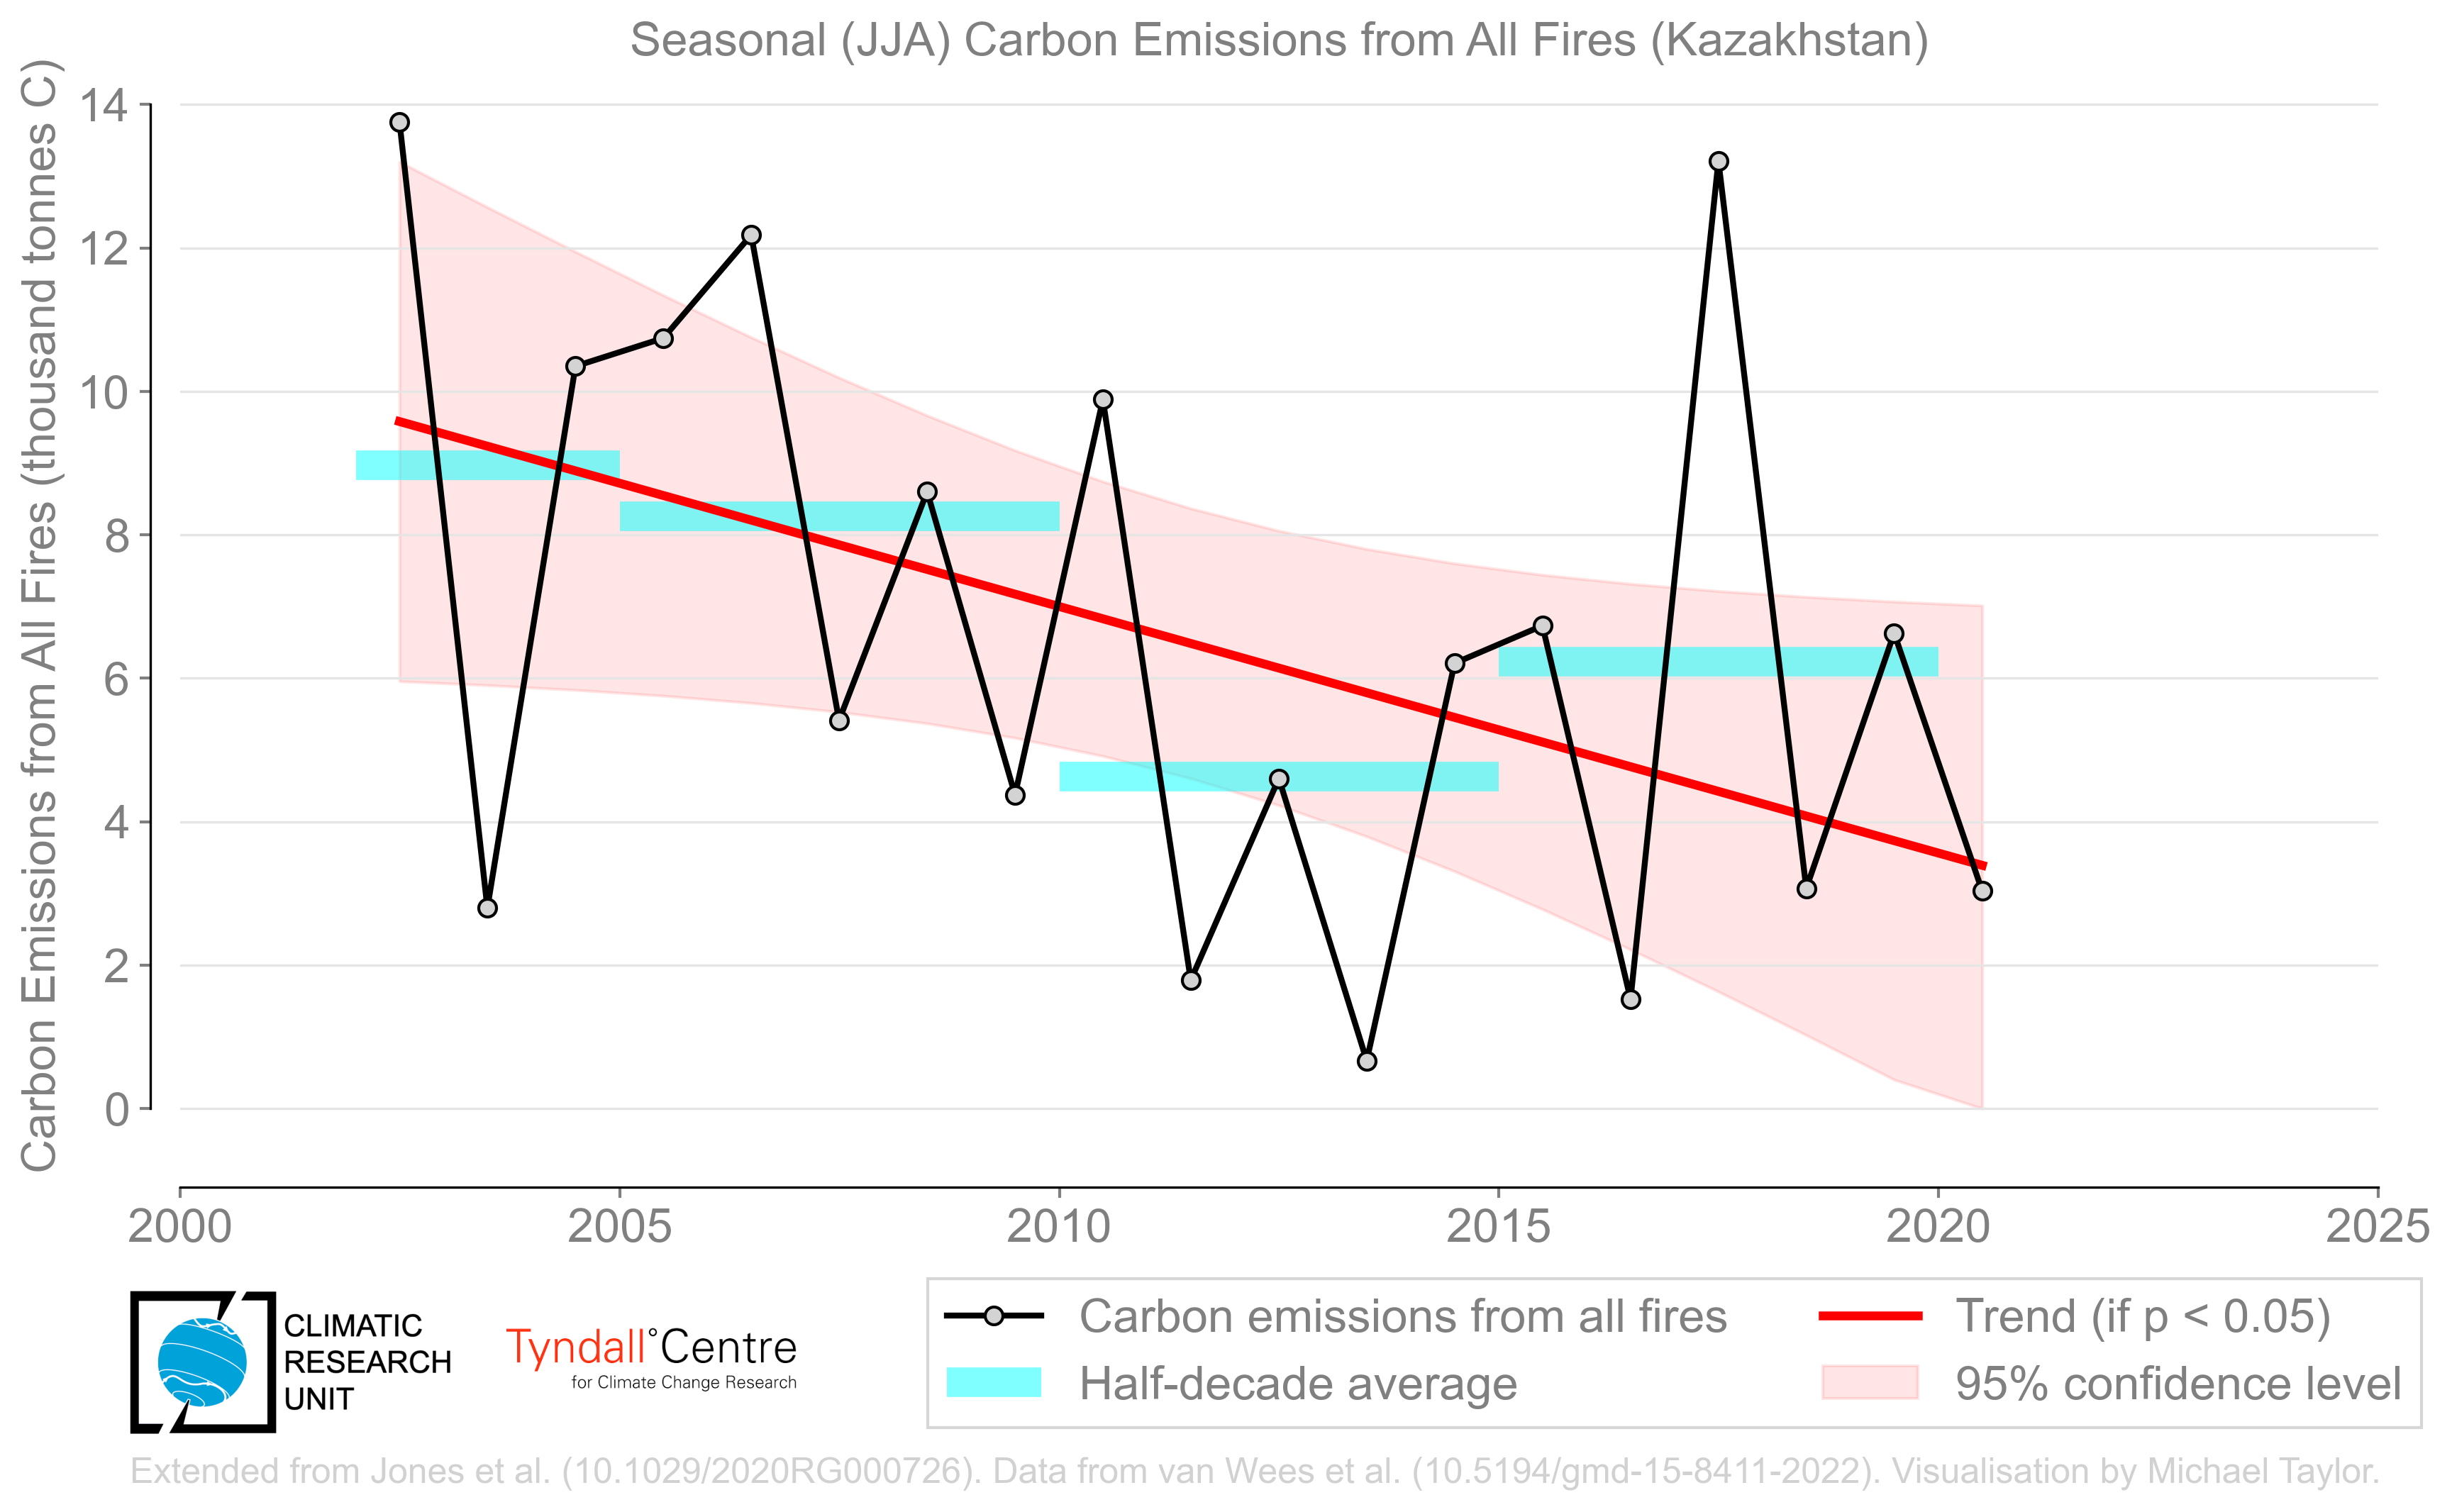 Seasonal (JJA) Carbon Emissions from All Fires (Kazakhstan)
Carbon Emissions from All Fires (thousand tonnes C)
14
12
10
8
6
4
2
0
2000 2005 2010 2015 2020 2025
CLIMATIC
RESEARCH
UNIT
Tyndall°Centre
for Climate Change Research
Carbon emissions from all fires
Half-decade average
Trend (if p < 0.05)
95% confidence level
Extended from Jones et al. (10.1029/2020RG000726). Data from van Wees et al. (10.5194/gmd-15-8411-2022). Visualisation by Michael Taylor.